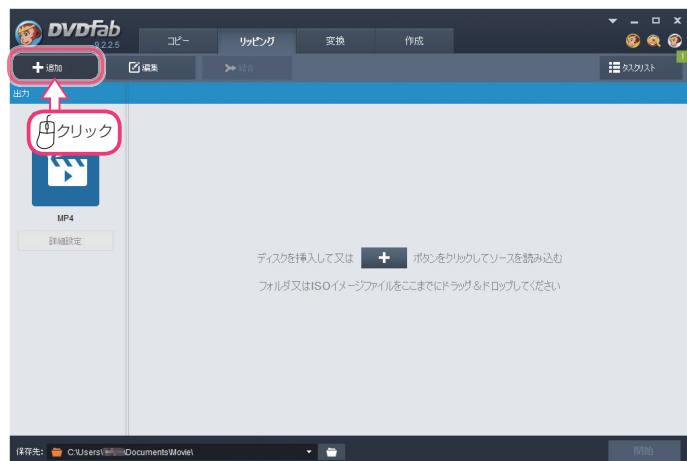 DVDFab
9.2.2.5
コピー
リッピング
変換
作成
追加
編集
結合
タスクリスト
1
出力
クリック
MP4
詳細設定
ディスクを挿入して又は + ボタンをクリックしてソースを読み込む
フォルダ又はISOイメージファイルをここまでにドラッグ＆ドロップしてください
保存先: C:\Users\ \Documents\Movie\
開始